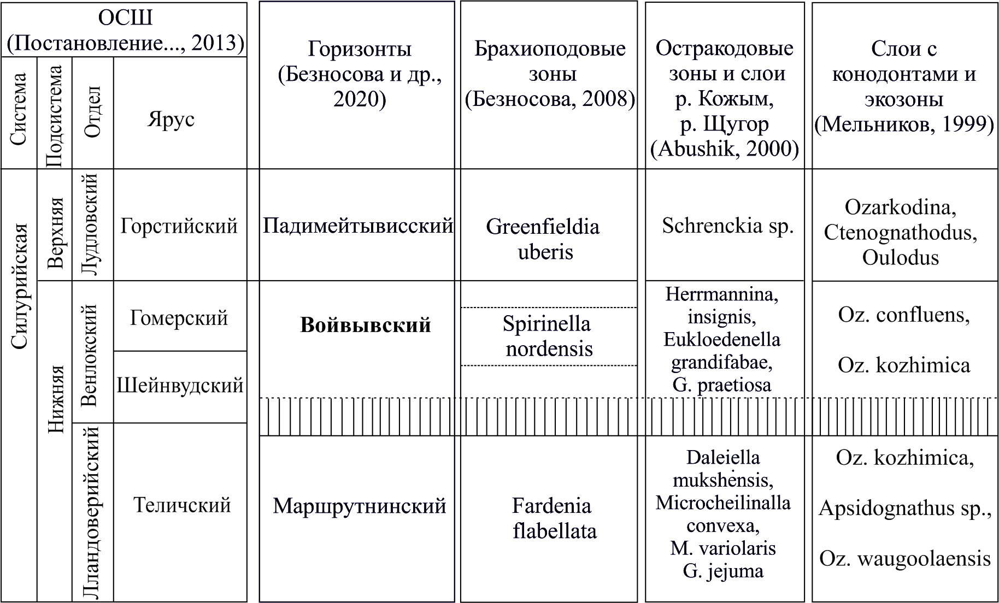 ОСШ
(Постановление..., 2013)
Система
Подсистема
Отдел
Ярус
Горизонты
(Безносова и др.,
2020)
Брахиоподовые
зоны
(Безносова, 2008)
Остракодовые
зоны и слои
р. Кожым,
р. Щугор
(Abushik, 2000)
Слои с
конодонтами и
экозоны
(Мельников, 1999)
Силурийская
Верхняя
Лудловский
Горстийский
Падимейтывисский
Greenfieldia
uberis
Schrenckia sp.
Ozarkodina,
Ctenognathodus,
Oulodus
Нижняя
Венлокский
Гомерский
Шейнвудский
Войвывский
Spirinella
nordensis
Herrmannina,
insignis,
Eukloedenella
grandifabae,
G. praetiosa
Oz. confluens,
Oz. kozhimica
Лландоверийский
Теличский
Маршрутнинский
Fardenia
flabellata
Daleiella
mukshensis,
Microcheilinalla
convexa,
M. variolaris
G. jejuma
Oz. kozhimica,
Apsidognathus sp.,
Oz. waugoolaensis